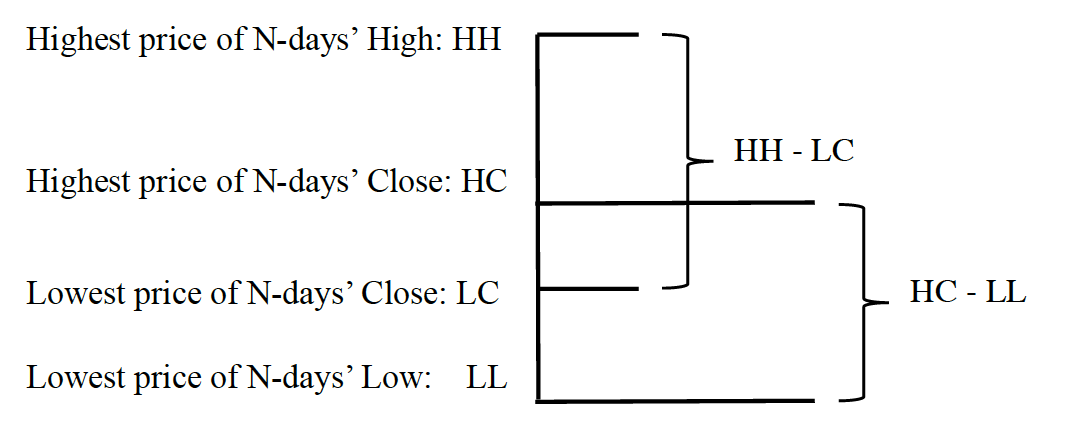 Highest price of N-days’ High: HH
HH - LC
Highest price of N-days’ Close: HC
Lowest price of N-days’ Close: LC
HC - LL
Lowest price of N-days’ Low: LL